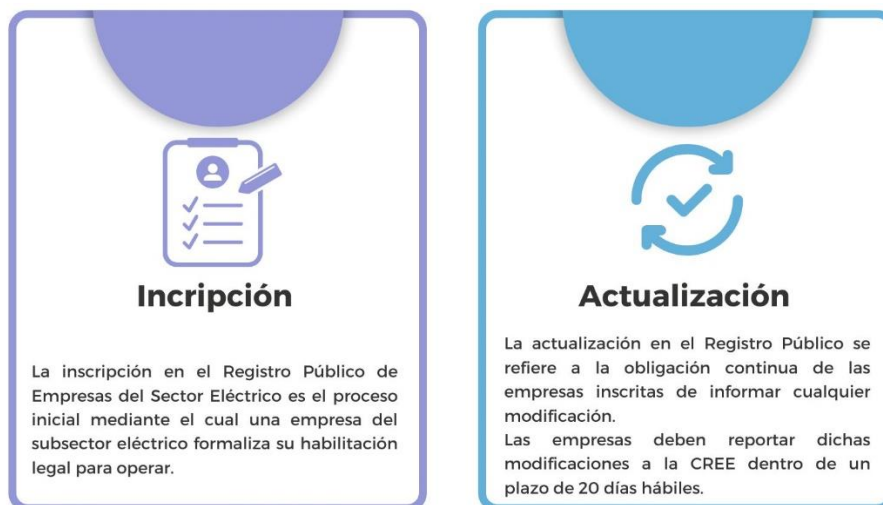 Incripción
La inscripción en el Registro Público de
Empresas del Sector Eléctrico es el proceso
inicial mediante el cual una empresa del
subsector eléctrico formaliza su habilitación
legal para operar.
Actualización
La actualización en el Registro Público se
refiere a la obligación continua de las
empresas inscritas de informar cualquier
modificación.
Las empresas deben reportar dichas
modificaciones a la CREE dentro de un
plazo de 20 días hábiles.